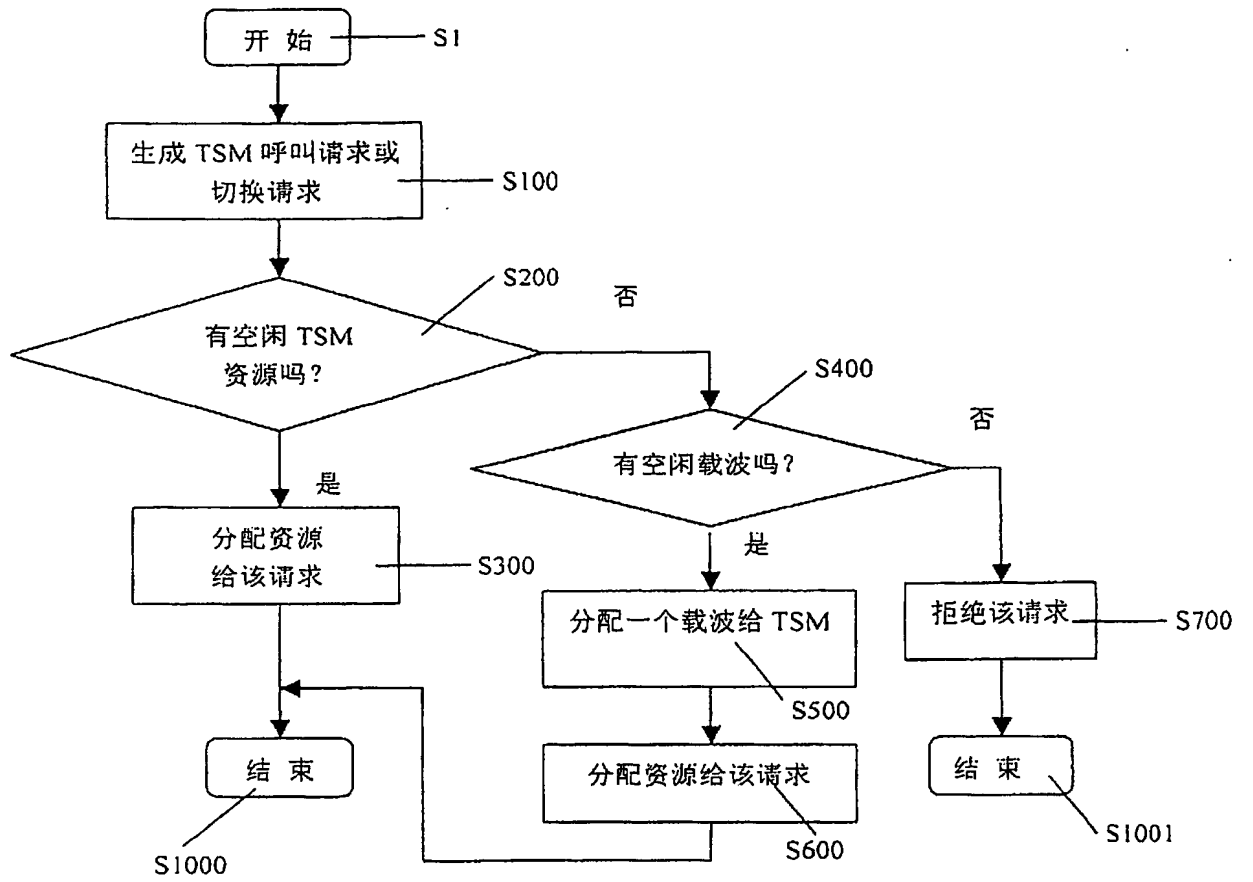 开 始
S1
生成 TSM 呼叫请求或
切换请求
S100
有空闲 TSM
资源吗？
S200
否
是
分配资源
给该请求
S300
有空闲载波吗？
S400
否
是
分配一个载波给 TSM
S500
分配资源给该请求
S600
拒绝该请求
S700
结 束
S1000
结 束
S1001